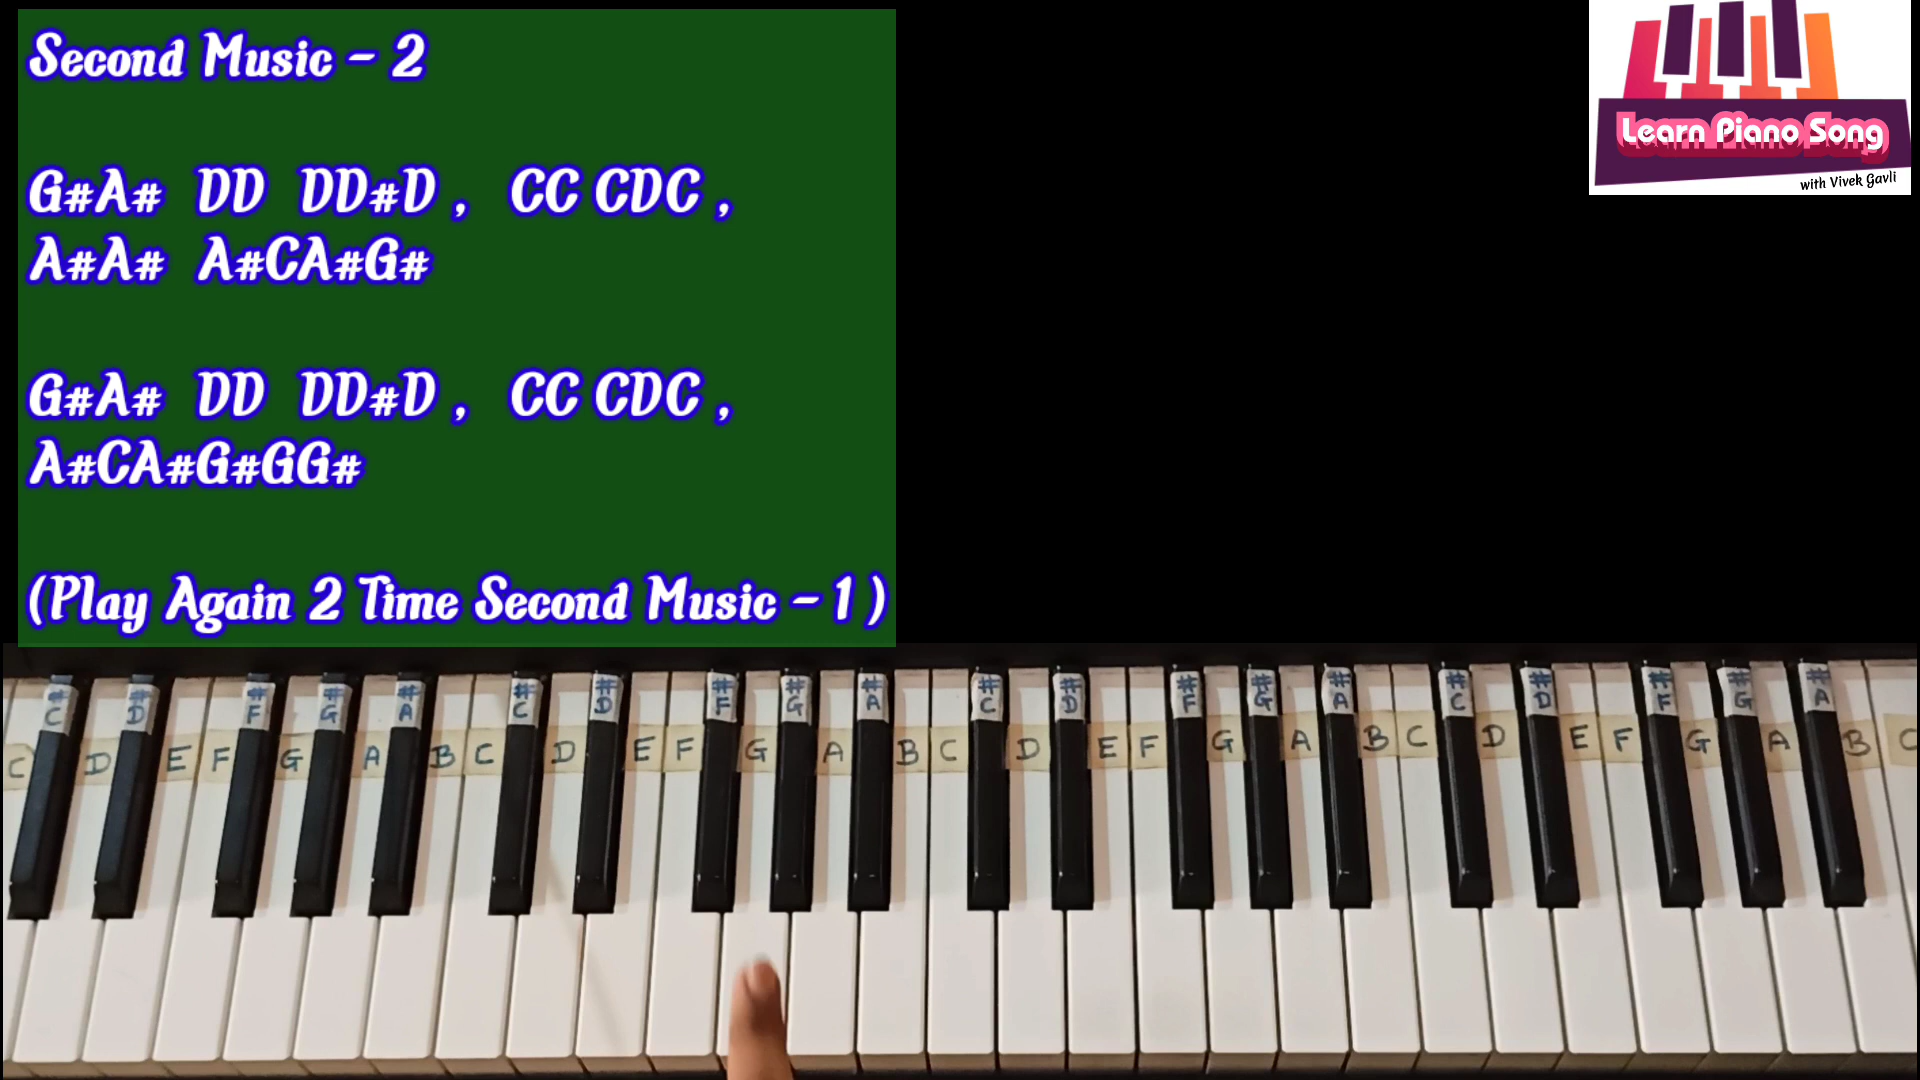 Second Music - 2
G#A# DD DD#D , CC CDC ,
A#A# A#CA#G#
G#A# DD DD#D , CC CDC ,
A#CA#G#GG#
(Play Again 2 Time Second Music - 1 )
Learn Piano Song
with Vivek Gavli
#C #D #F #G #A #C #D #F #G #A #C #D #F #G #A #C #D #F #G #A
C D E F G A B C D E F G A B C D E F G A B C D E F G A B C